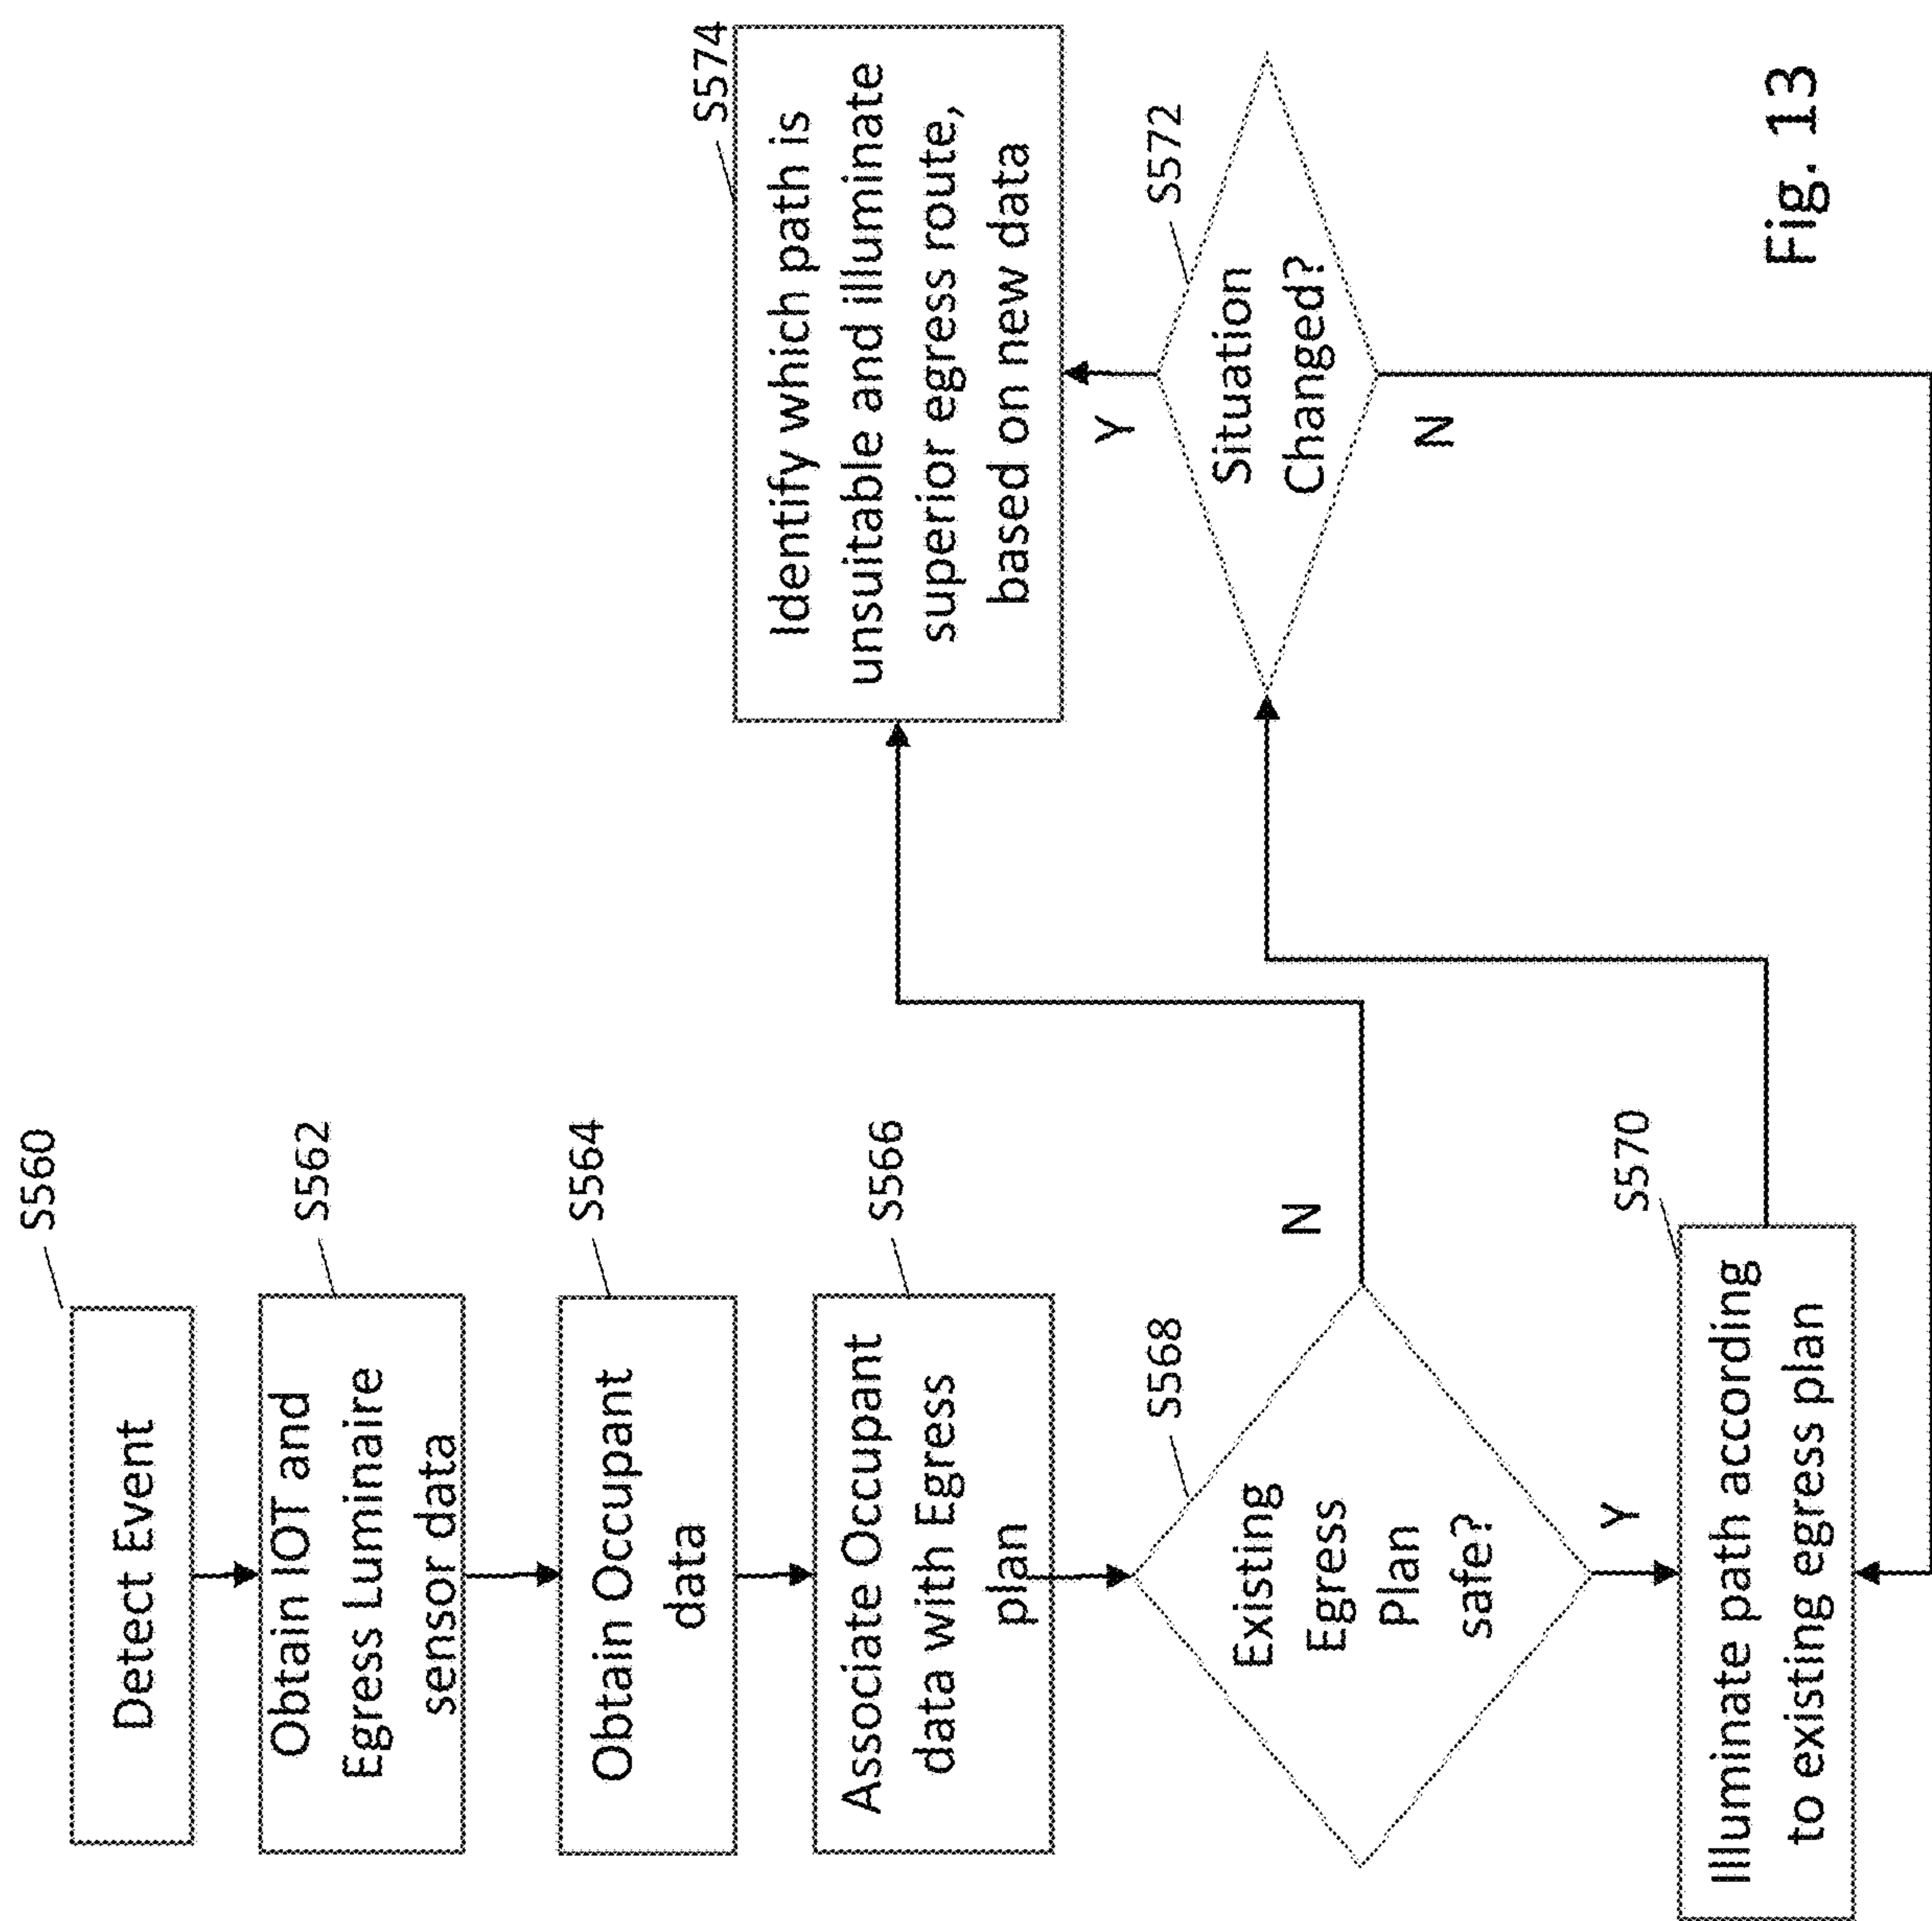 S560
Detect Event
S562
Obtain IOT and
Egress Luminaire
sensor data
S564
Obtain Occupant
data
S566
Associate Occupant
data with Egress
plan
S568
Existing
Egress
Plan
safe?
N
Y
S570
Illuminate path according
to existing egress plan
S574
Identify which path is
unsuitable and illuminate
superior egress route,
based on new data
Y
S572
Situation
Changed?
N
Fig. 13